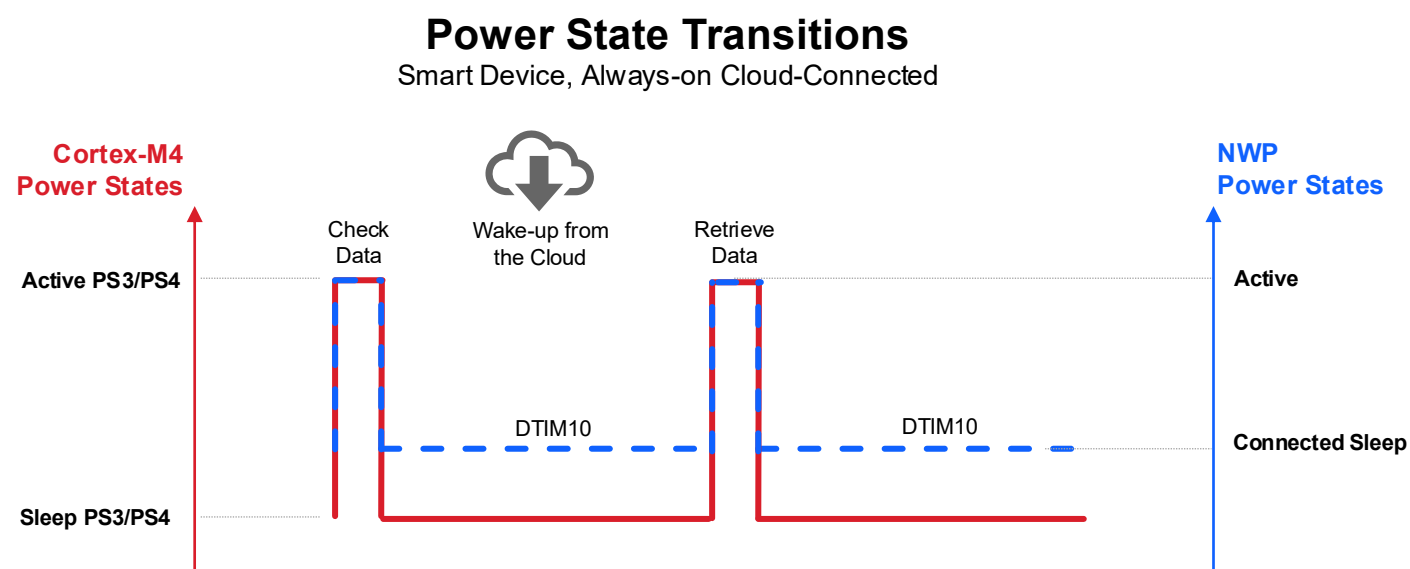 Power State Transitions
Smart Device, Always-on Cloud-Connected
Cortex-M4
Power States
NWP
Power States
Check
Data
Wake-up from
the Cloud
Retrieve
Data
Active PS3/PS4
Active
DTIM10
DTIM10
Connected Sleep
Sleep PS3/PS4